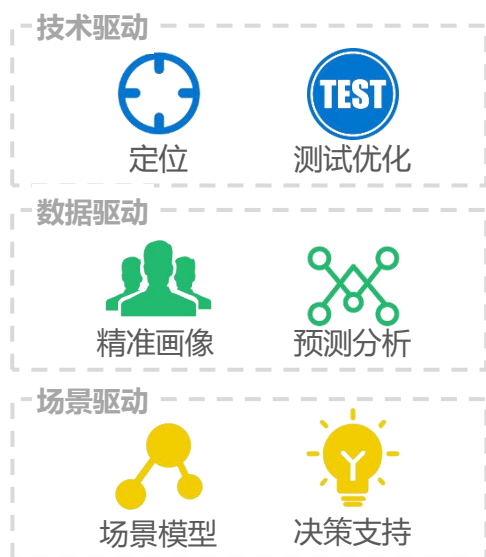 技术驱动
TEST
定位
测试优化
数据驱动
精准画像
预测分析
场景驱动
场景模型
决策支持